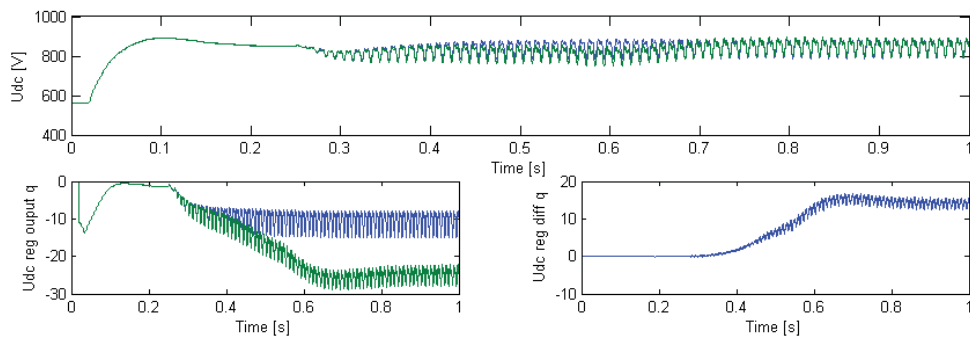 1000
800
600
400
Udc [V]
0 0.1 0.2 0.3 0.4 0.5 0.6 0.7 0.8 0.9 1
Time [s]
0
-10
-20
-30
Udc reg ouput q
0 0.2 0.4 0.6 0.8 1
Time [s]
20
10
0
-10
Udc reg diff q
0 0.2 0.4 0.6 0.8 1
Time [s]